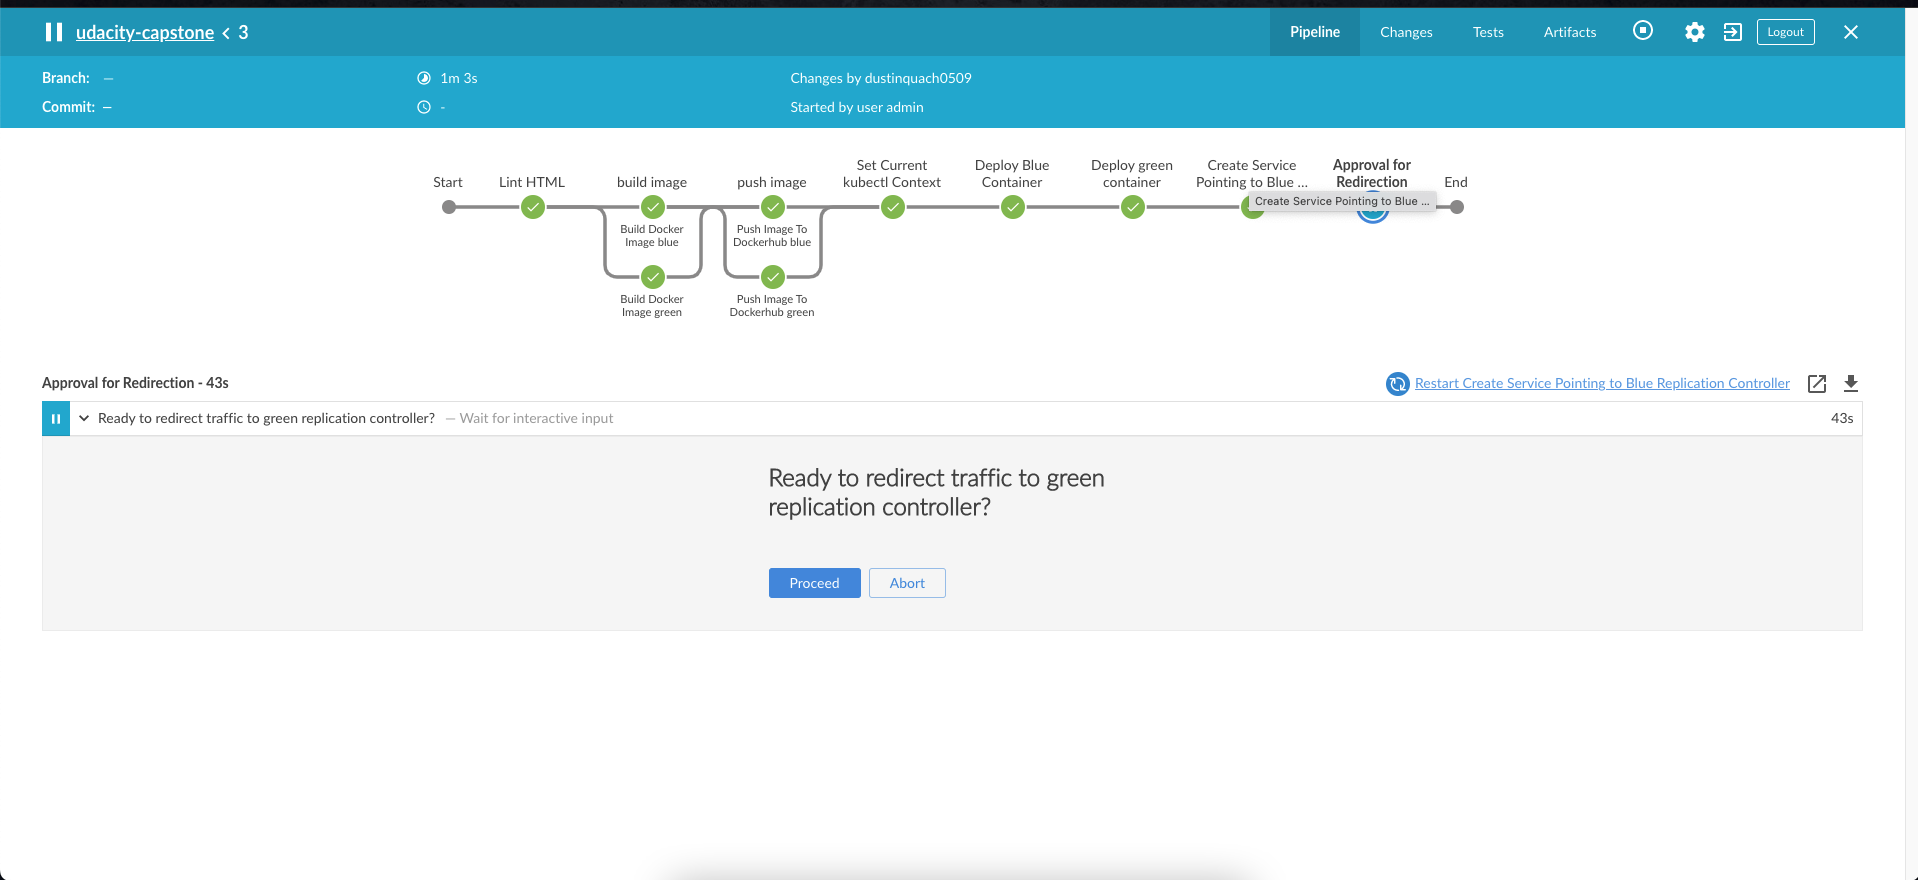 udacity-capstone < 3
Pipeline
Changes
Tests
Artifacts
Logout
Branch: —
1m 3s
Changes by dustinquach0509
Commit: —
-
Started by user admin
Start
Lint HTML
build image
push image
Set Current
kubectl Context
Deploy Blue
Container
Deploy green
container
Create Service
Pointing to Blue ...
Approval for
Redirection
End
Create Service Pointing to Blue ...
Build Docker
Image blue
Push Image To
Dockerhub blue
Build Docker
Image green
Push Image To
Dockerhub green
Approval for Redirection - 43s
Restart Create Service Pointing to Blue Replication Controller
Ready to redirect traffic to green replication controller? — Wait for interactive input
43s
Ready to redirect traffic to green
replication controller?
Proceed
Abort